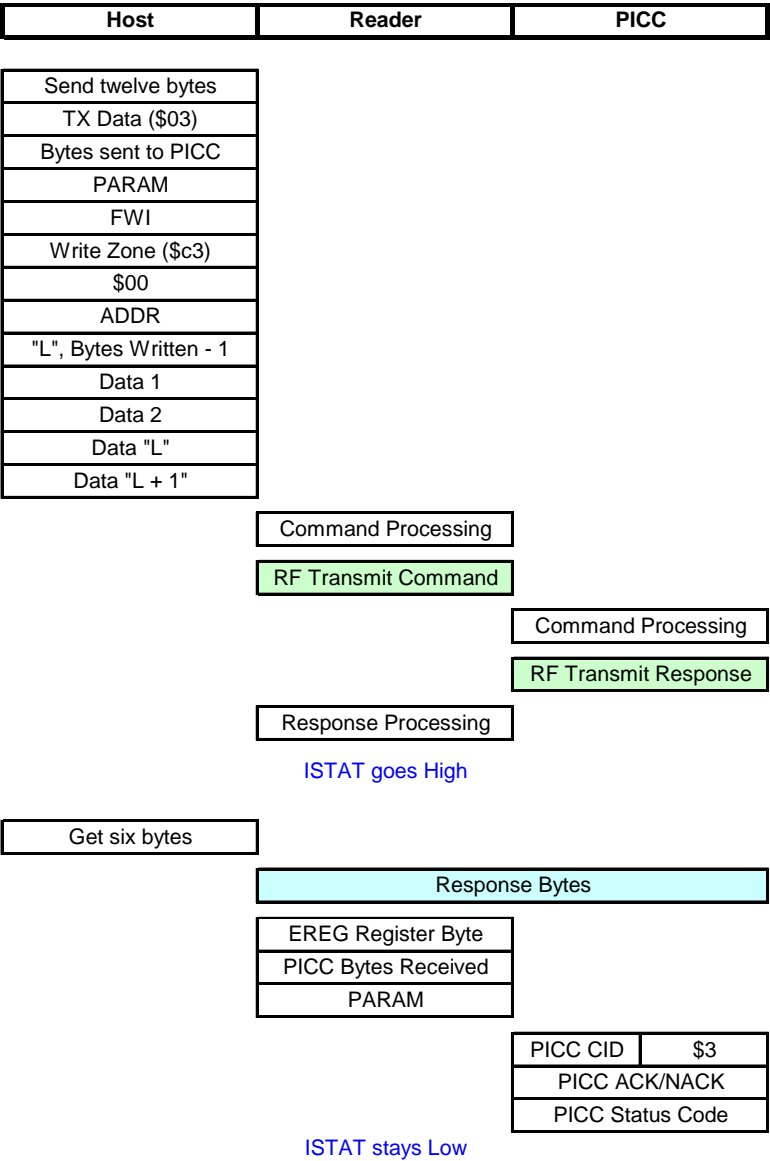 Host Reader PICC
Send twelve bytes
TX Data ($03)
Bytes sent to PICC
PARAM
FWI
Write Zone ($c3)
$00
ADDR
"L", Bytes Written - 1
Data 1
Data 2
Data "L"
Data "L + 1"
Command Processing
RF Transmit Command
Command Processing
RF Transmit Response
Response Processing
ISTAT goes High
Get six bytes
Response Bytes
EREG Register Byte
PICC Bytes Received
PARAM
PICC CID $3
PICC ACK/NACK
PICC Status Code
ISTAT stays Low